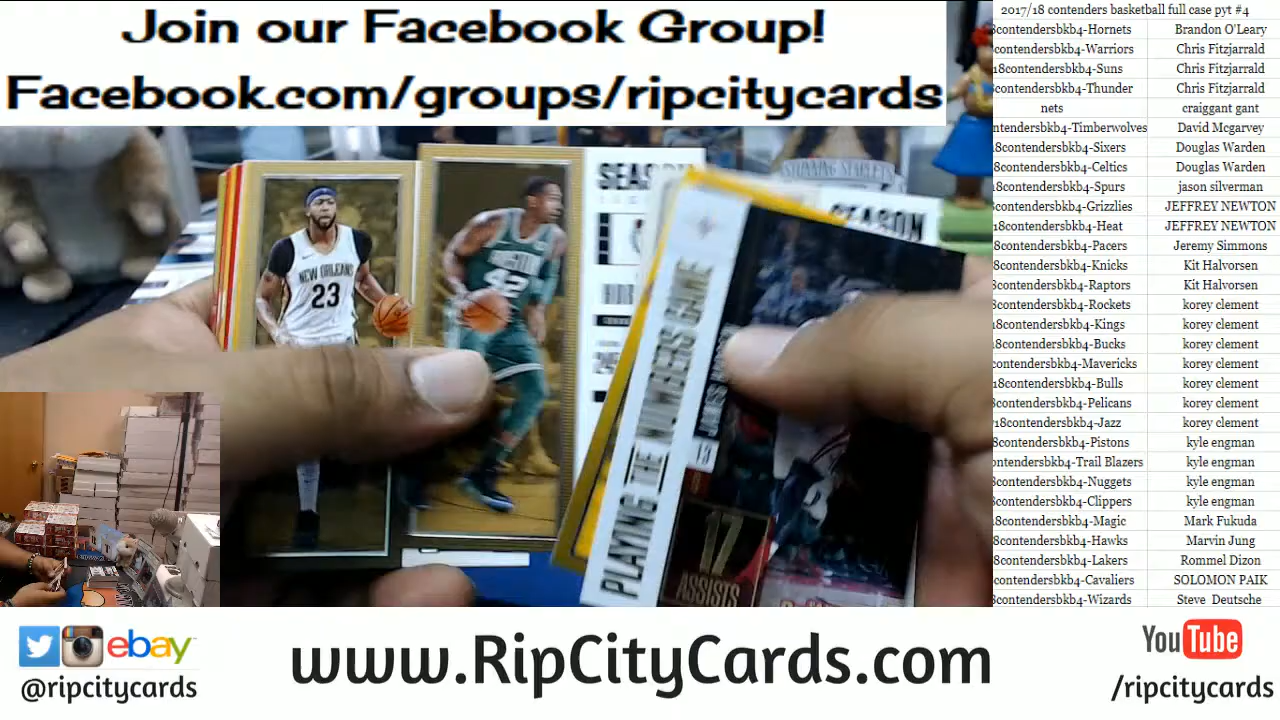 Join our Facebook Group!
Facebook.com/groups/ripcitycards
2017/18 contenders basketball full case pyt #4
8contendersbkb4-Hornets Brandon O'Leary
contendersbkb4-Warriors Chris Fitzjarrald
18contendersbkb4-Suns Chris Fitzjarrald
8contendersbkb4-Thunder Chris Fitzjarrald
nets craiggant gant
ntendersbkb4-Timberwolves David Mcgarvey
8contendersbkb4-Sixers Douglas Warden
8contendersbkb4-Celtics Douglas Warden
18contendersbkb4-Spurs jason silverman
8contendersbkb4-Grizzlies JEFFREY NEWTON
18contendersbkb4-Heat JEFFREY NEWTON
8contendersbkb4-Pacers Jeremy Simmons
8contendersbkb4-Knicks Kit Halvorsen
8contendersbkb4-Raptors Kit Halvorsen
8contendersbkb4-Rockets korey clement
18contendersbkb4-Kings korey clement
18contendersbkb4-Bucks korey clement
contendersbkb4-Mavericks korey clement
18contendersbkb4-Bulls korey clement
8contendersbkb4-Pelicans korey clement
18contendersbkb4-Jazz korey clement
8contendersbkb4-Pistons kyle engman
ontendersbkb4-Trail Blazers kyle engman
8contendersbkb4-Nuggets kyle engman
8contendersbkb4-Clippers kyle engman
8contendersbkb4-Magic Mark Fukuda
8contendersbkb4-Hawks Marvin Jung
8contendersbkb4-Lakers Rommel Dizon
contendersbkb4-Cavaliers SOLOMON PAIK
8contendersbkb4-Wizards Steve Deutsche
NEW ORLEANS
23
42
SEASON
PLAYING THE NUMBERS GAME
13
17
ASSISTS
ebay
@ripcitycards
www.RipCityCards.com
YouTube
/ripcitycards